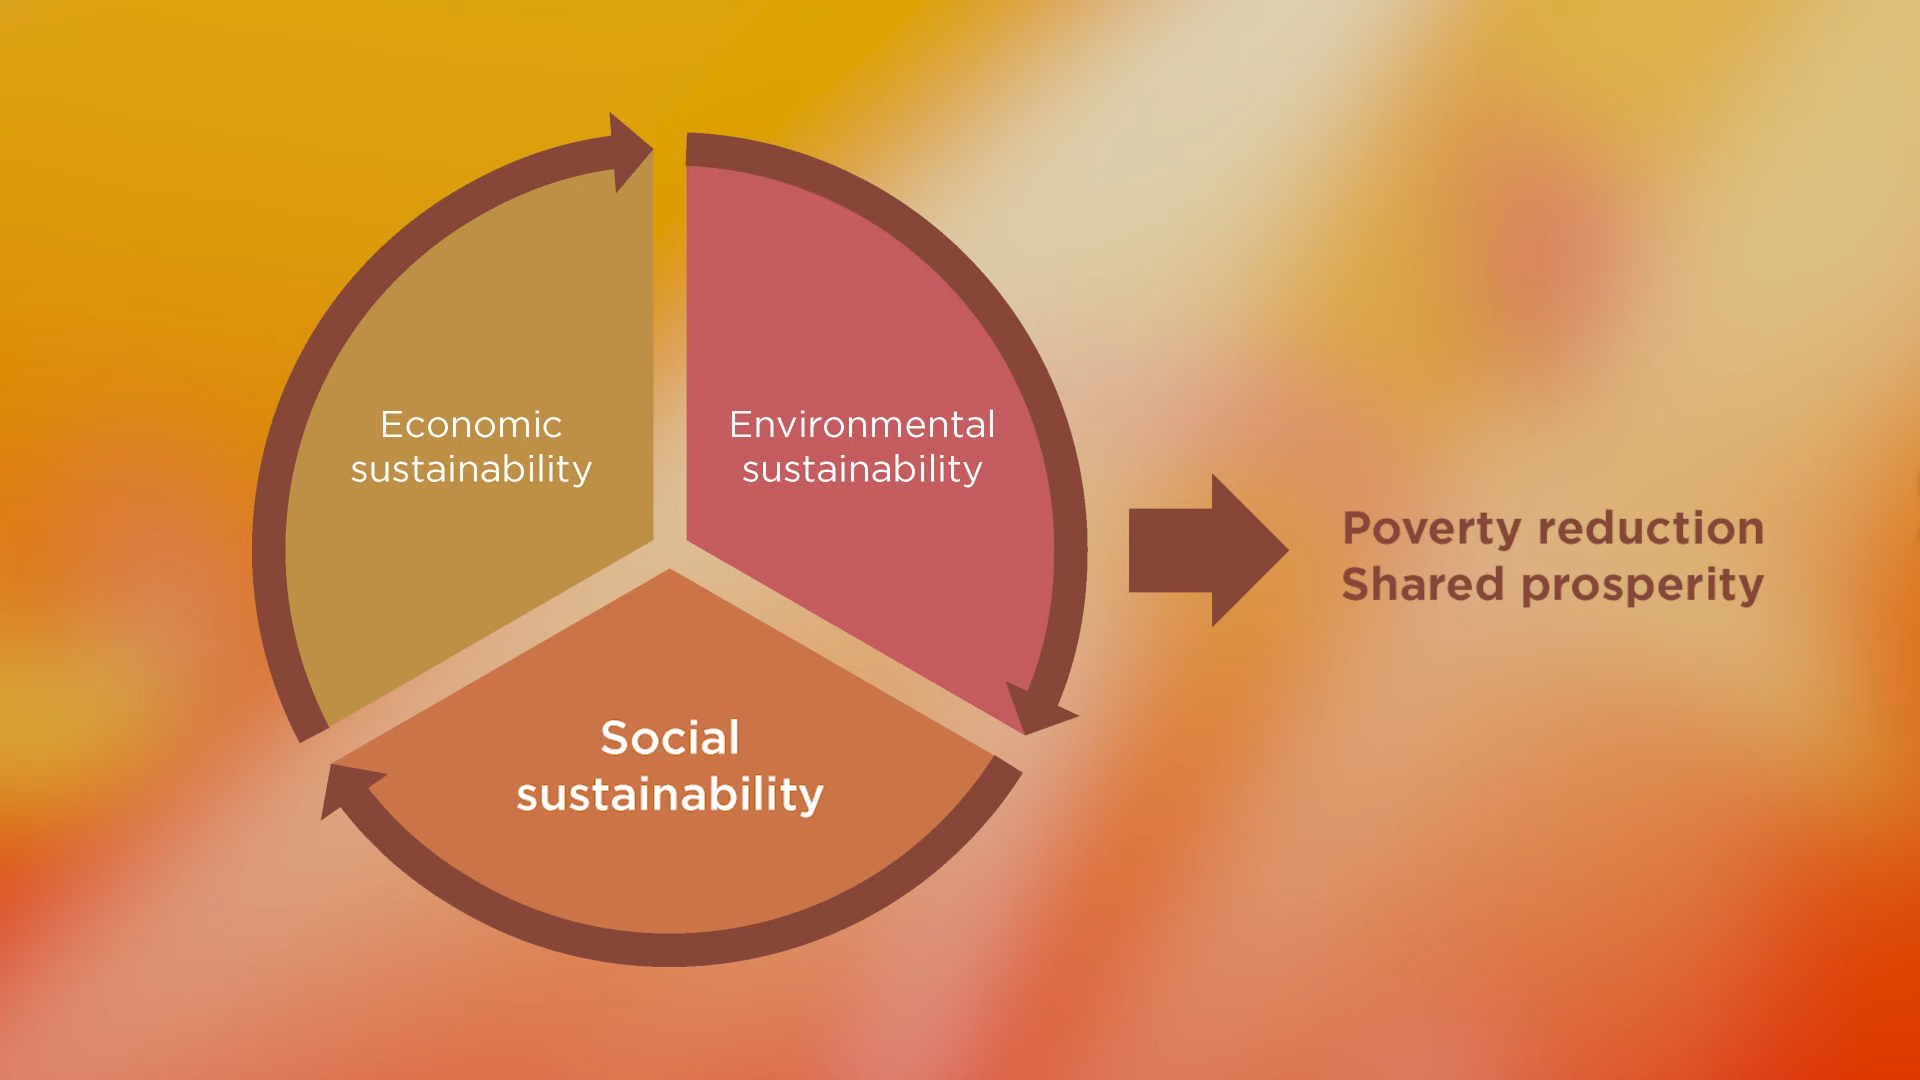 Economic
sustainability
Environmental
sustainability
Social
sustainability
Poverty reduction
Shared prosperity